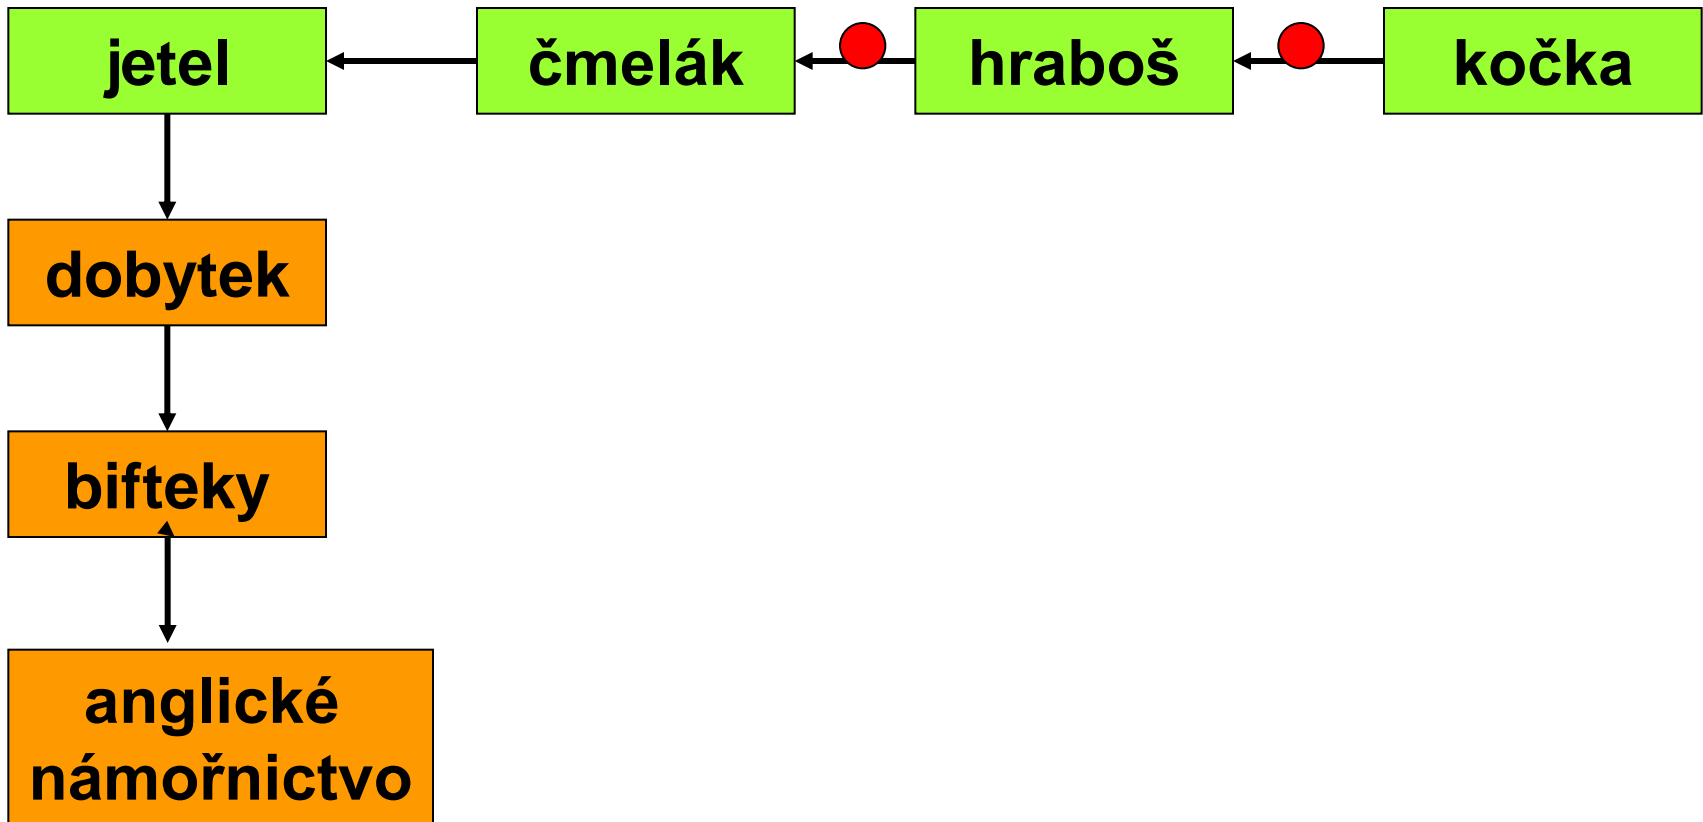 jetel
čmelák
hraboš
kočka
dobytek
bifteky
anglické
námořnictvo